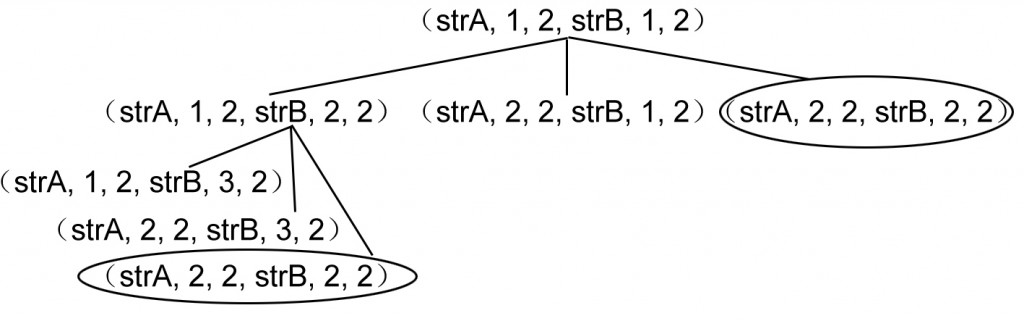 （strA, 1, 2, strB, 1, 2）
（strA, 1, 2, strB, 2, 2） （strA, 2, 2, strB, 1, 2） （strA, 2, 2, strB, 2, 2）
（strA, 1, 2, strB, 3, 2）
（strA, 2, 2, strB, 3, 2）
（strA, 2, 2, strB, 2, 2）